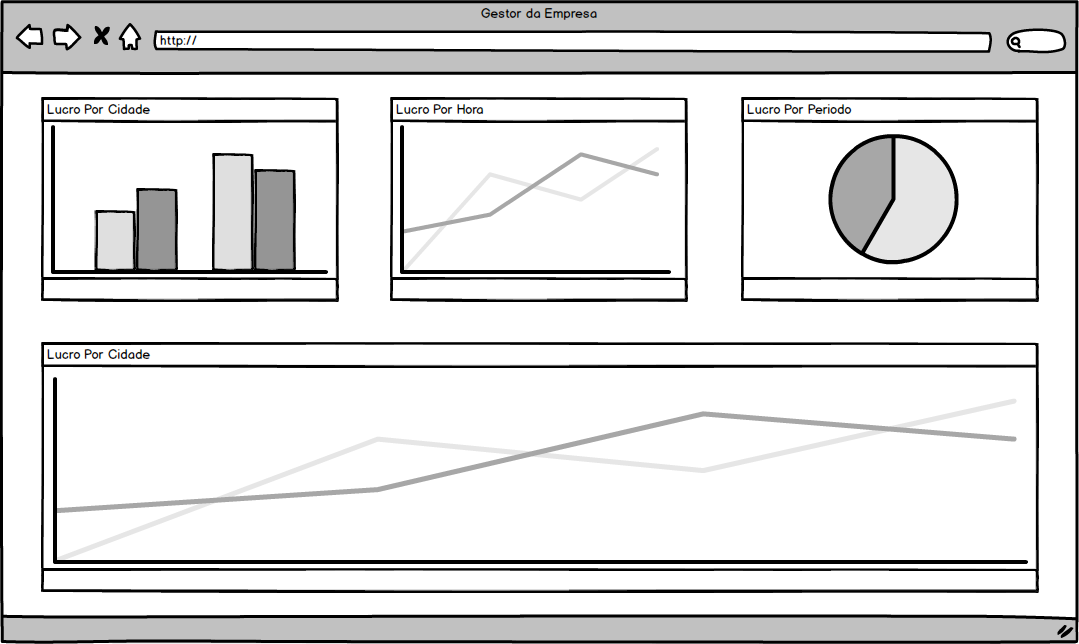 Gestor da Empresa
http://
Lucro Por Cidade
Lucro Por Hora
Lucro Por Periodo
Lucro Por Cidade